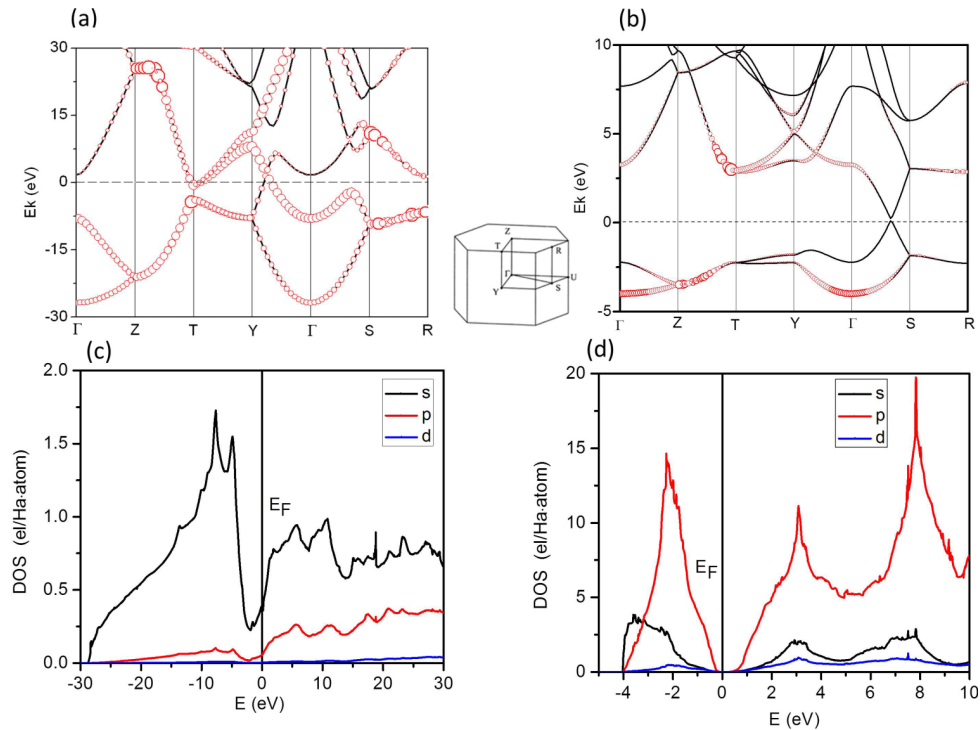 (a)
30
15
0
-15
-30
Ek (eV)
Γ Z T Y Γ S R
Z
T
R
Γ
U
Y
S
(b)
10
5
0
-5
Ek (eV)
Γ Z T Y Γ S R
(c)
2.0
1.5
1.0
0.5
0.0
DOS (el/Ha·atom)
s
p
d
E_F
-30 -20 -10 0 10 20 30
E (eV)
(d)
20
15
10
5
0
DOS (el/Ha·atom)
s
p
d
E_F
-4 -2 0 2 4 6 8 10
E (eV)